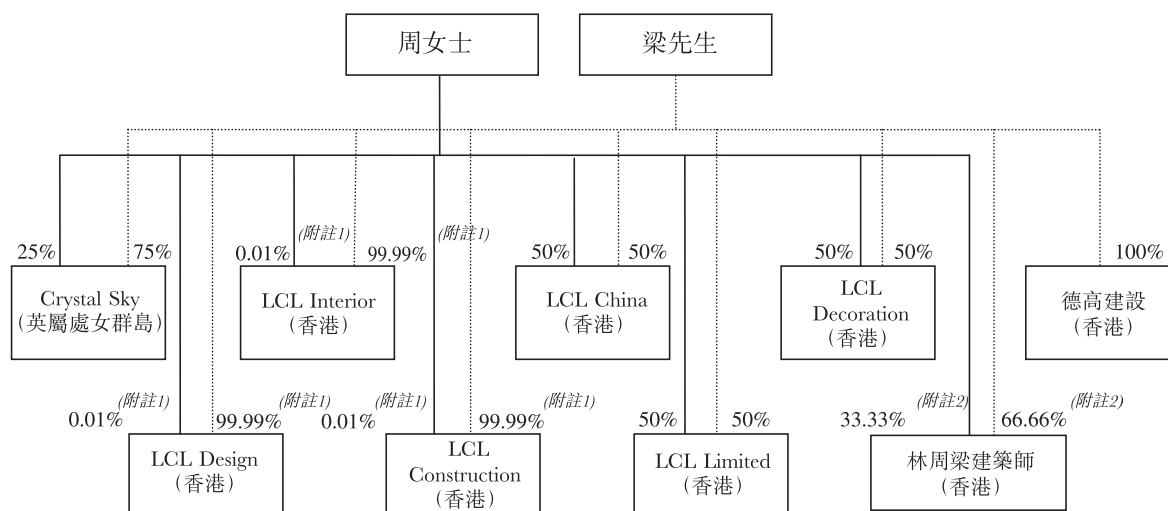 周女士
梁先生
(附註1)
(附註1)
25%
75%
0.01%
99.99%
50%
50%
50%
50%
100%
Crystal Sky
(英屬處女群島)
LCL Interior
(香港)
LCL China
(香港)
LCL
Decoration
(香港)
德高建設
(香港)
(附註1)
(附註1)
(附註1)
(附註1)
(附註2)
(附註2)
0.01%
99.99%
0.01%
99.99%
50%
50%
33.33%
66.66%
LCL Design
(香港)
LCL
Construction
(香港)
LCL Limited
(香港)
林周梁建築師
(香港)